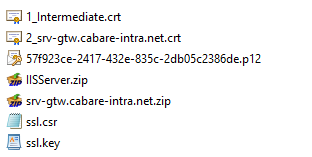 1_Intermediate.crt
2_srv-gtw.cabare-intra.net.crt
57f923ce-2417-432e-835c-2db05c2386de.p12
IISServer.zip
srv-gtw.cabare-intra.net.zip
ssl.csr
ssl.key